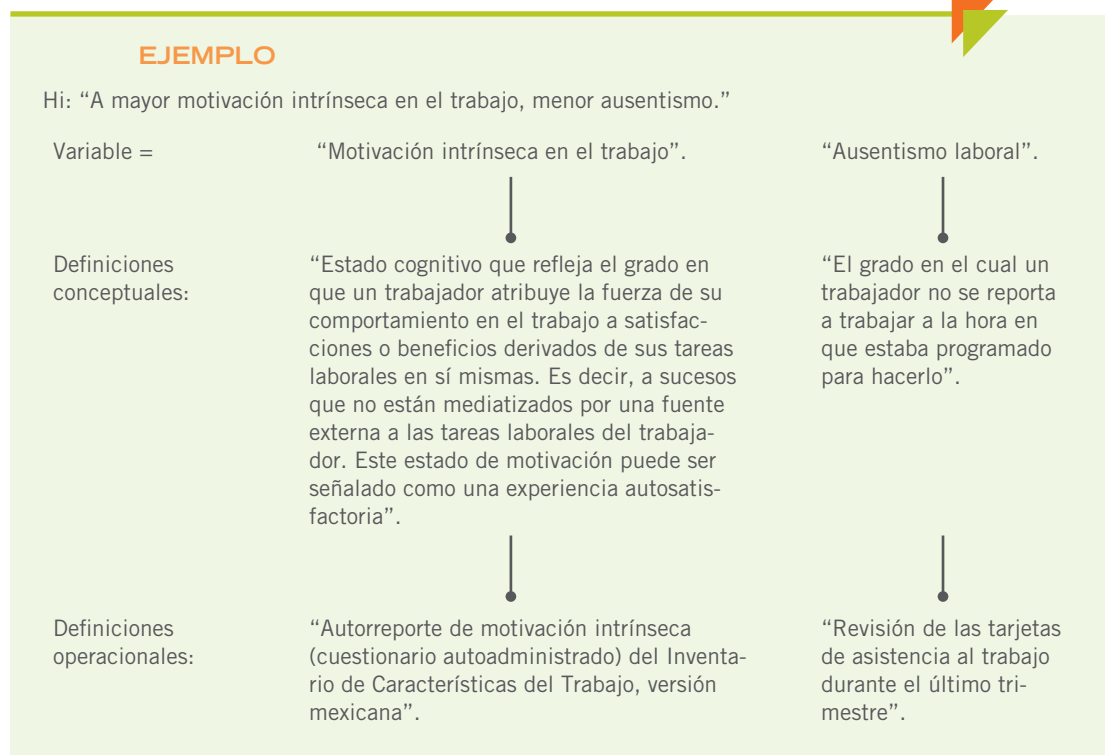 EJEMPLO
Hi: “A mayor motivación intrínseca en el trabajo, menor ausentismo.”
Variable =
“Motivación intrínseca en el trabajo”.
“Ausentismo laboral”.
Definiciones
conceptuales:
“Estado cognitivo que refleja el grado en
que un trabajador atribuye la fuerza de su
comportamiento en el trabajo a satisfac-
ciones o beneficios derivados de sus tareas
laborales en sí mismas. Es decir, a sucesos
que no están mediatizados por una fuente
externa a las tareas laborales del trabaja-
dor. Este estado de motivación puede ser
señalado como una experiencia autosatis-
factoria”.
“El grado en el cual un
trabajador no se reporta
a trabajar a la hora en
que estaba programado
para hacerlo”.
Definiciones
operacionales:
“Autorreporte de motivación intrínseca
(cuestionario autoadministrado) del Inventa-
rio de Características del Trabajo, versión
mexicana”.
“Revisión de las tarjetas
de asistencia al trabajo
durante el último tri-
mestre”.